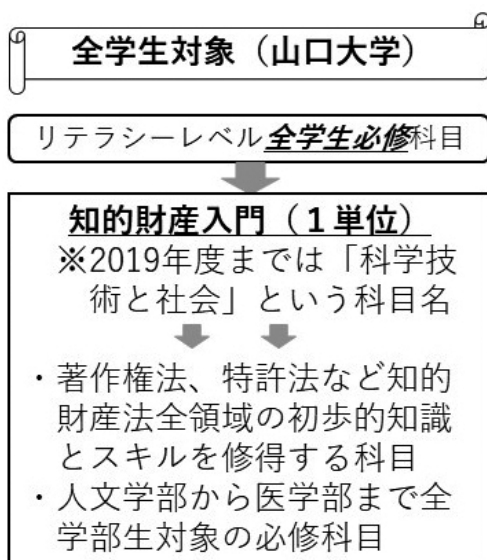 全学生対象（山口大学）
リテラシーレベル全学生必修科目
知的財産入門（１単位）
※2019年度までは「科学技
術と社会」という科目名
・著作権法、特許法など知的
財産法全領域の初歩的知識
とスキルを修得する科目
・人文学部から医学部まで全
学部生対象の必修科目